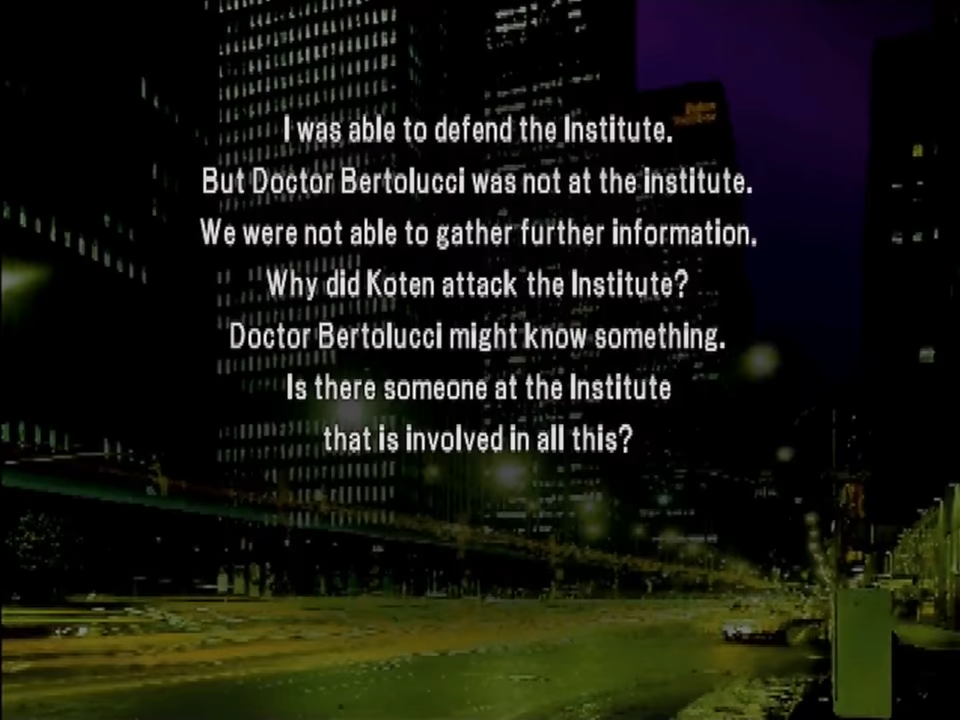 I was able to defend the Institute.
But Doctor Bertolucci was not at the institute.
We were not able to gather further information.
Why did Koten attack the Institute?
Doctor Bertolucci might know something.
Is there someone at the Institute
that is involved in all this?